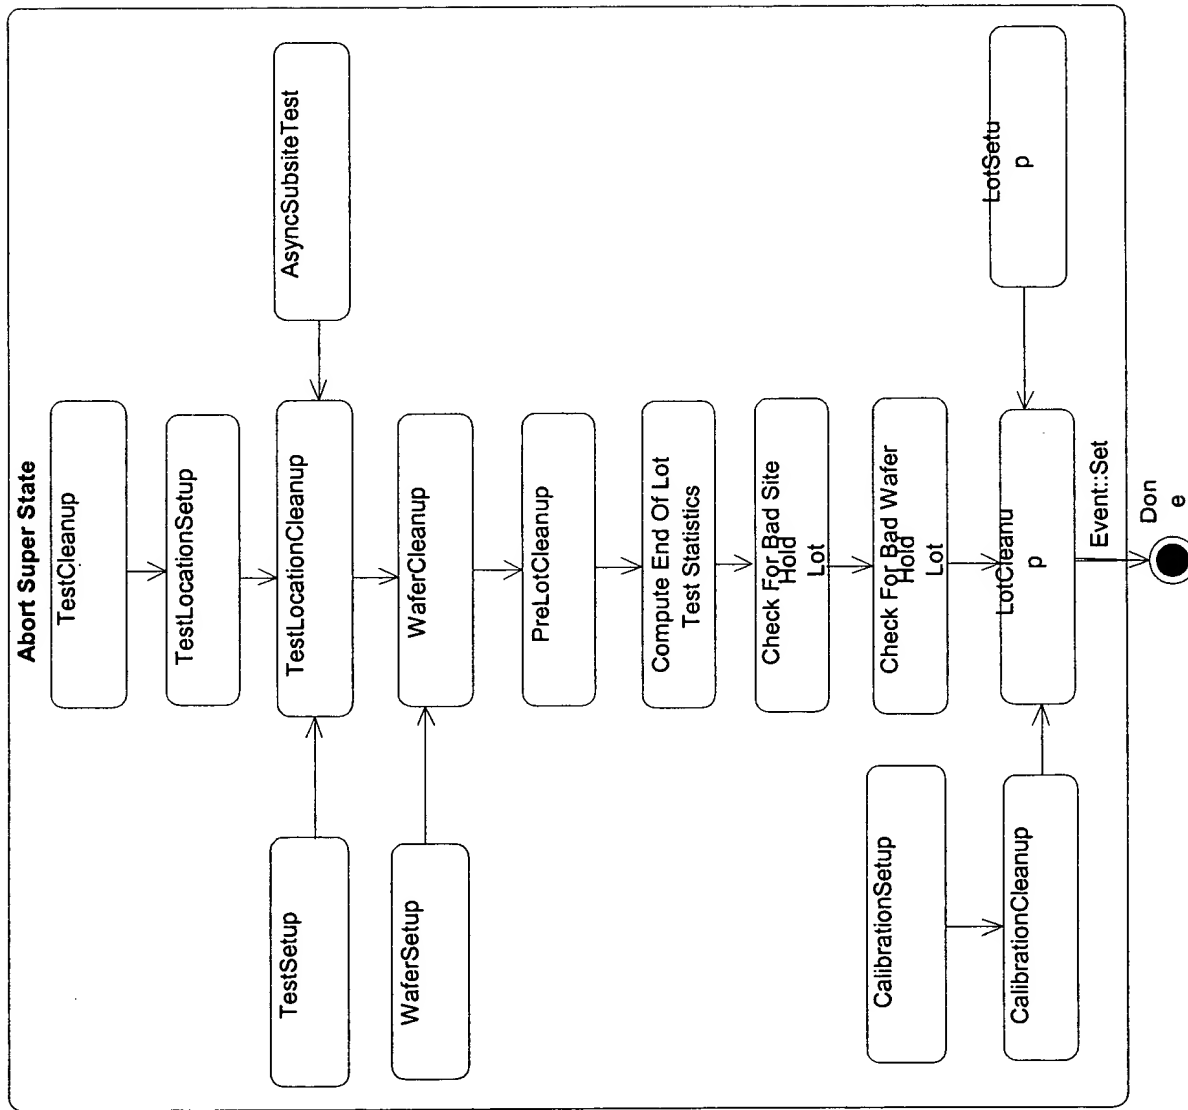 Abort Super State
TestCleanup
TestLocationSetup
AsyncSubsiteTest
TestSetup
TestLocationCleanup
WaferSetup
WaferCleanup
PreLotCleanup
Compute End Of Lot
Test Statistics
Check For Bad Site
Hold
Lot
CalibrationSetup
Check For Bad Wafer
Hold
Lot
CalibrationCleanup
LotCleanu
p
LotSetu
p
Event::Set
Don
e